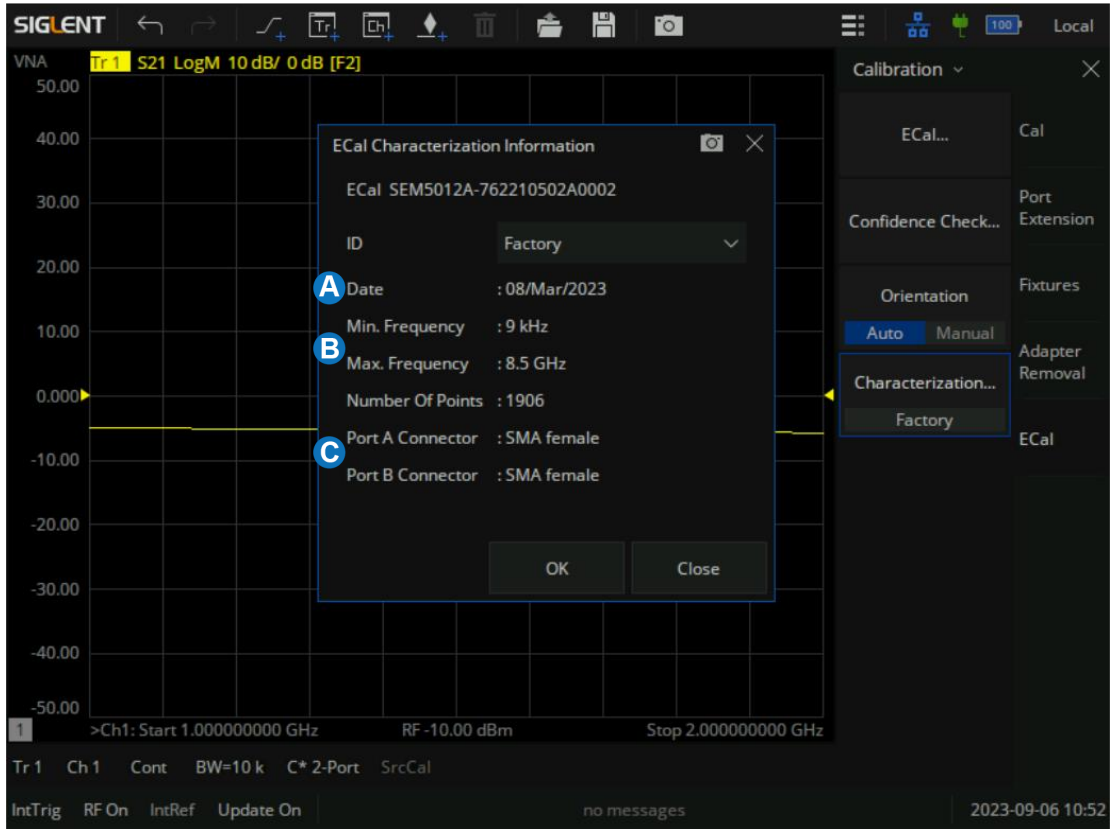 SIGLENT Tr Ch 100 Local
VNA Tr 1 S21 LogM 10 dB/ 0 dB [F2]
50.00
40.00
30.00
20.00
10.00
0.000
-10.00
-20.00
-30.00
-40.00
-50.00
ECal Characterization Information
ECal SEM5012A-762210502A0002
ID Factory
A Date : 08/Mar/2023
Min. Frequency : 9 kHz
B
Max. Frequency : 8.5 GHz
Number Of Points : 1906
Port A Connector : SMA female
C
Port B Connector : SMA female
OK Close
Calibration
ECal...
Confidence Check...
Orientation
Auto Manual
Characterization...
Factory
Cal
Port
Extension
Fixtures
Adapter
Removal
ECal
1 >Ch1: Start 1.000000000 GHz RF -10.00 dBm Stop 2.000000000 GHz
Tr 1 Ch 1 Cont BW=10 k C* 2-Port SrcCal
IntTrig RF On IntRef Update On no messages 2023-09-06 10:52